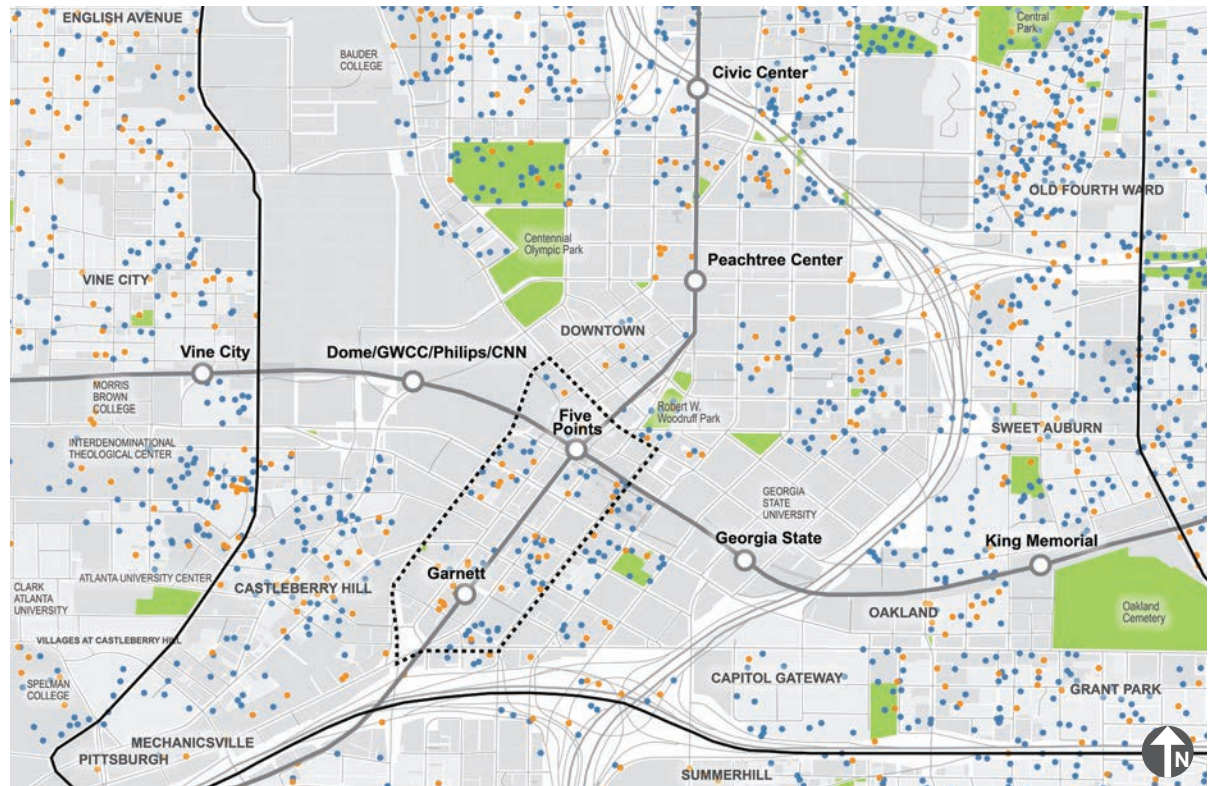 ENGLISH AVENUE
BAUDER
COLLEGE
Central
Park
Civic Center
OLD FOURTH WARD
Centennial
Olympic Park
Peachtree Center
VINE CITY
DOWNTOWN
Vine City
Dome/GWCC/Philips/CNN
MORRIS
BROWN
COLLEGE
Five
Points
Robert W.
Woodruff Park
SWEET AUBURN
INTERDENOMINATIONAL
THEOLOGICAL CENTER
GEORGIA
STATE
UNIVERSITY
Georgia State
King Memorial
Garnett
ATLANTA UNIVERSITY CENTER
CASTLEBERRY HILL
CLARK
ATLANTA
UNIVERSITY
OAKLAND
Oakland
Cemetery
VILLAGES AT CASTLEBERRY HILL
SPELMAN
COLLEGE
CAPITOL GATEWAY
GRANT PARK
MECHANICSVILLE
PITTSBURGH
SUMMERHILL
N